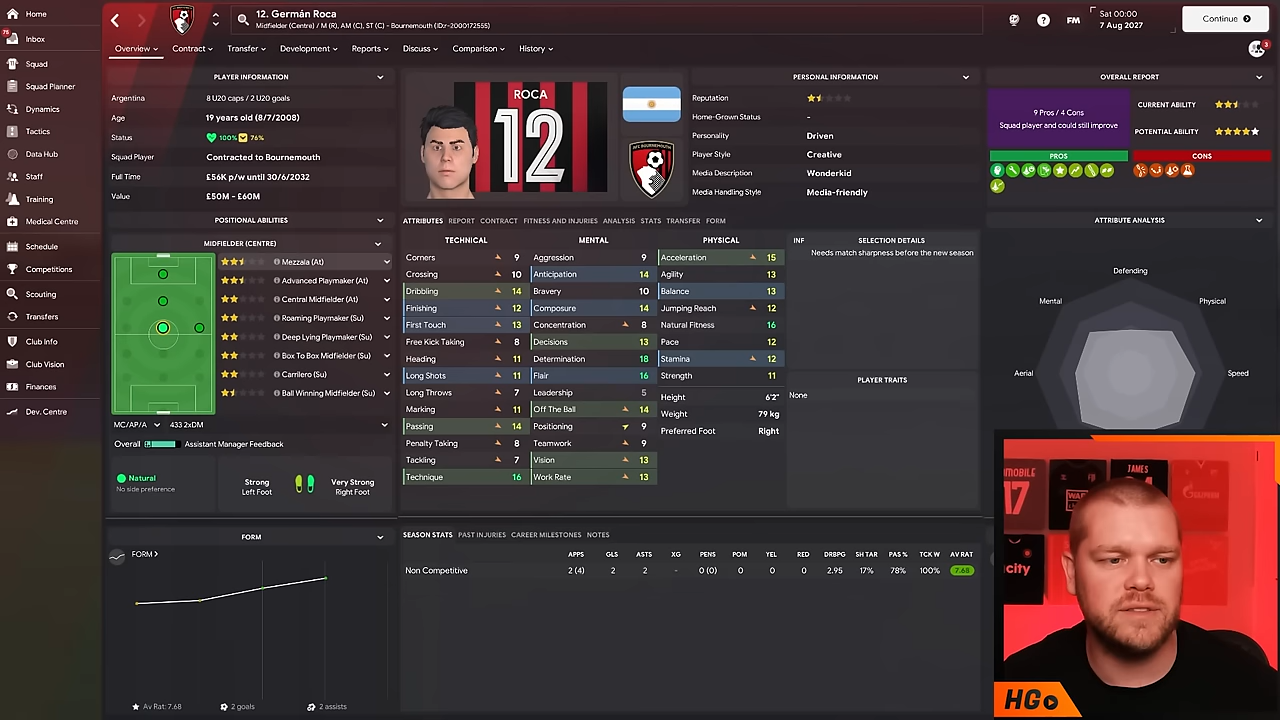 Home
12. Germán Roca
Midfielder (Centre) / M (R), AM (C), ST (C) - Bournemouth (ID:r-2000172555)
FM
Sat 00:00
7 Aug 2027
Continue
75
Inbox
Squad
Squad Planner
Dynamics
Tactics
Data Hub
Staff
Training
Medical Centre
Schedule
Competitions
Scouting
Transfers
Club Info
Club Vision
Finances
Dev. Centre
Overview
Contract
Transfer
Development
Reports
Discuss
Comparison
History
3
PLAYER INFORMATION
Argentina 8 U20 caps / 2 U20 goals
Age 19 years old (8/7/2008)
Status 100% 76%
Squad Player Contracted to Bournemouth
Full Time £56K p/w until 30/6/2032
Value £50M - £60M
ROCA
12
PERSONAL INFORMATION
Reputation
Home-Grown Status -
Personality Driven
Player Style Creative
Media Description Wonderkid
Media Handling Style Media-friendly
OVERALL REPORT
9 Pros / 4 Cons
Squad player and could still improve
CURRENT ABILITY
POTENTIAL ABILITY
PROS
CONS
POSITIONAL ABILITIES
MIDFIELDER (CENTRE)
Mezzala (At)
Advanced Playmaker (At)
Central Midfielder (At)
Roaming Playmaker (Su)
Deep Lying Playmaker (Su)
Box To Box Midfielder (Su)
Carrilero (Su)
Ball Winning Midfielder (Su)
MC/AP/A 433 2xDM
Overall Assistant Manager Feedback
Natural
No side preference
Strong
Left Foot
Very Strong
Right Foot
ATTRIBUTES REPORT CONTRACT FITNESS AND INJURIES ANALYSIS STATS TRANSFER FORM
TECHNICAL
Corners 9
Crossing 10
Dribbling 14
Finishing 12
First Touch 13
Free Kick Taking 8
Heading 11
Long Shots 11
Long Throws 7
Marking 11
Passing 14
Penalty Taking 8
Tackling 7
Technique 16
MENTAL
Aggression 9
Anticipation 14
Bravery 10
Composure 14
Concentration 8
Decisions 13
Determination 18
Flair 16
Leadership 5
Off The Ball 14
Positioning 9
Teamwork 9
Vision 13
Work Rate 13
PHYSICAL
Acceleration 15
Agility 13
Balance 13
Jumping Reach 12
Natural Fitness 16
Pace 12
Stamina 12
Strength 11
Height 6'2"
Weight 79 kg
Preferred Foot Right
INF SELECTION DETAILS
Needs match sharpness before the new season
PLAYER TRAITS
None
ATTRIBUTE ANALYSIS
Defending
Mental
Physical
Aerial
Speed
FORM
FORM
Av Rat: 7.68 2 goals 2 assists
SEASON STATS PAST INJURIES CAREER MILESTONES NOTES
APPS GLS ASTS XG PENS POM YEL RED DRBPG SH TAR PAS % TCK W AV RAT
Non Competitive 2 (4) 2 2 - 0 (0) 0 0 0 2.95 17% 78% 100% 7.68
MOBILE
17
JAMES
HG